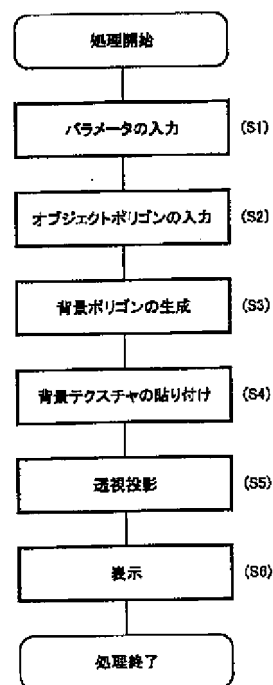 処理開始
パラメータの入力 (S1)
オブジェクトポリゴンの入力 (S2)
背景ポリゴンの生成 (S3)
背景テクスチャの貼り付け (S4)
透視投影 (S5)
表示 (S6)
処理終了